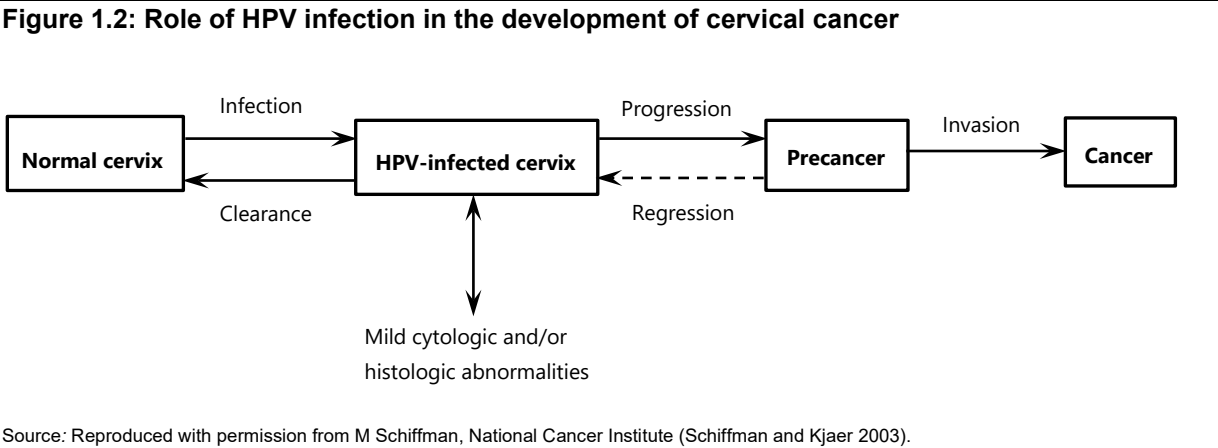 Figure 1.2: Role of HPV infection in the development of cervical cancer
Infection
Progression
Invasion
Normal cervix
HPV-infected cervix
Precancer
Cancer
Clearance
Regression
Mild cytologic and/or
histologic abnormalities
Source: Reproduced with permission from M Schiffman, National Cancer Institute (Schiffman and Kjaer 2003).